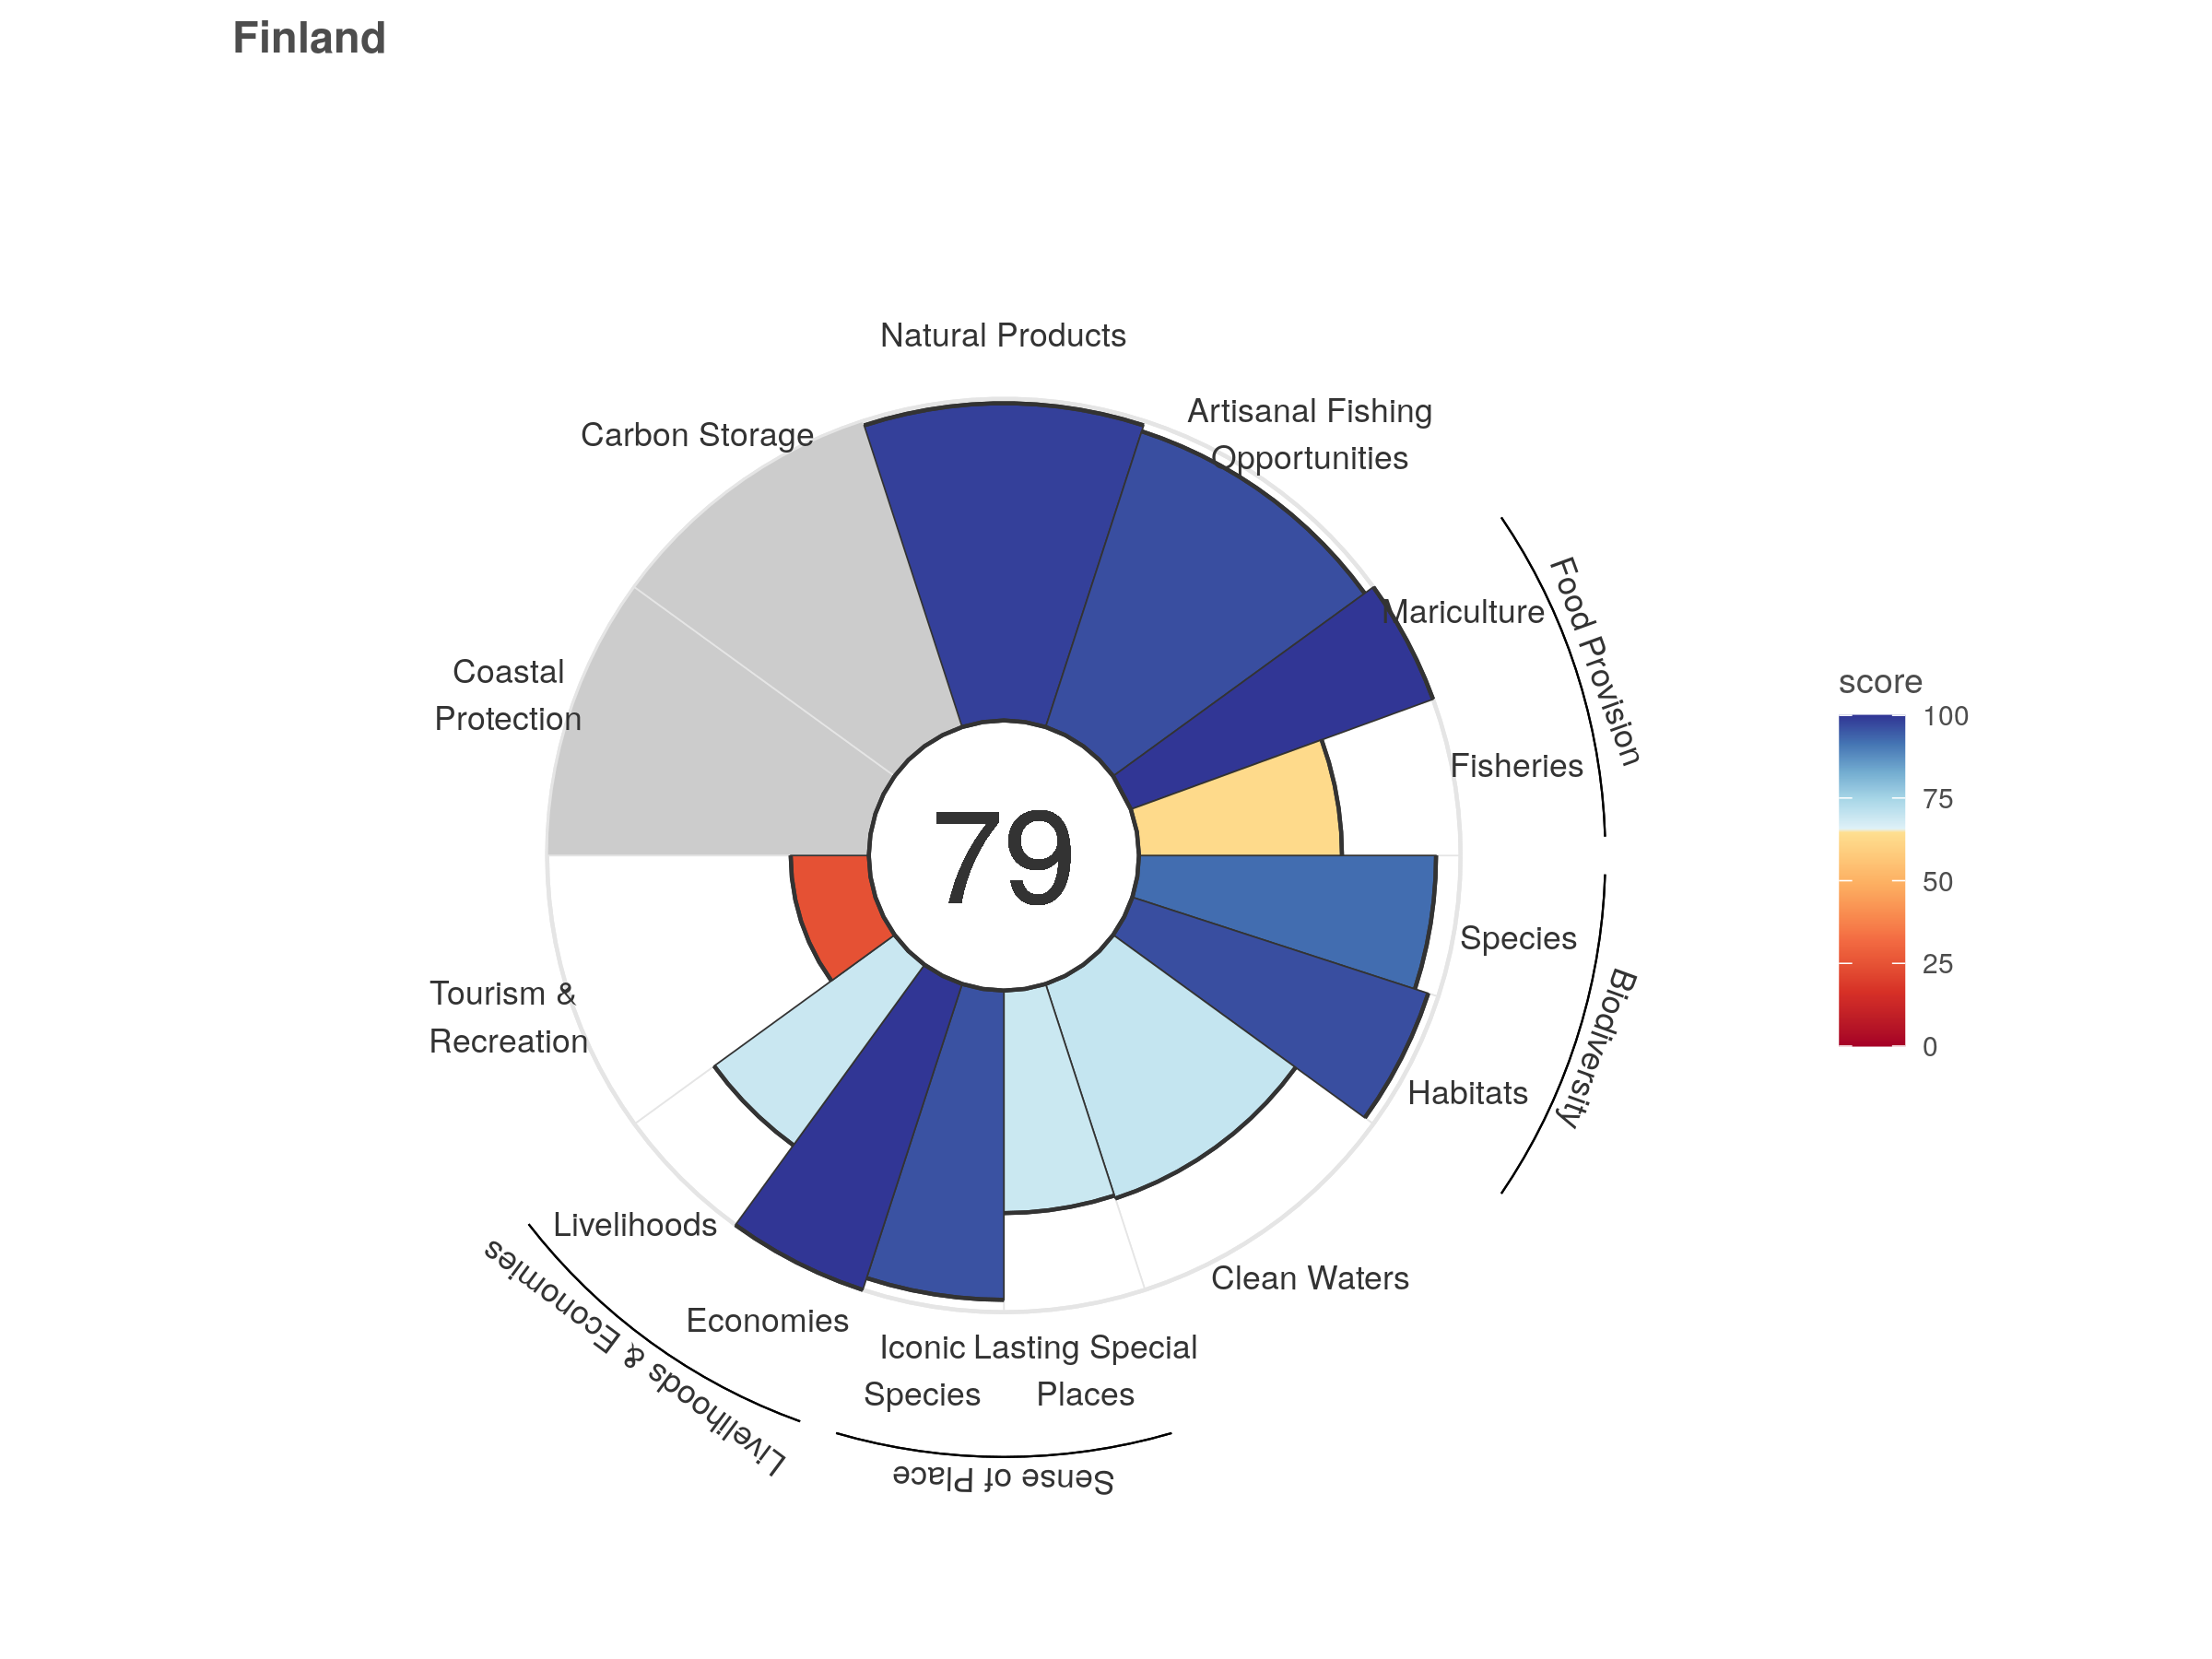 Finland
Natural Products
Artisanal Fishing
Opportunities
Carbon Storage
Mariculture
Food Provision
Coastal
Protection
Fisheries
79
Species
Biodiversity
Tourism &
Recreation
Habitats
Livelihoods
Clean Waters
Economies
Livelihoods & Economies
Iconic
Species
Lasting Special
Places
Sense of Place
score
100
75
50
25
0